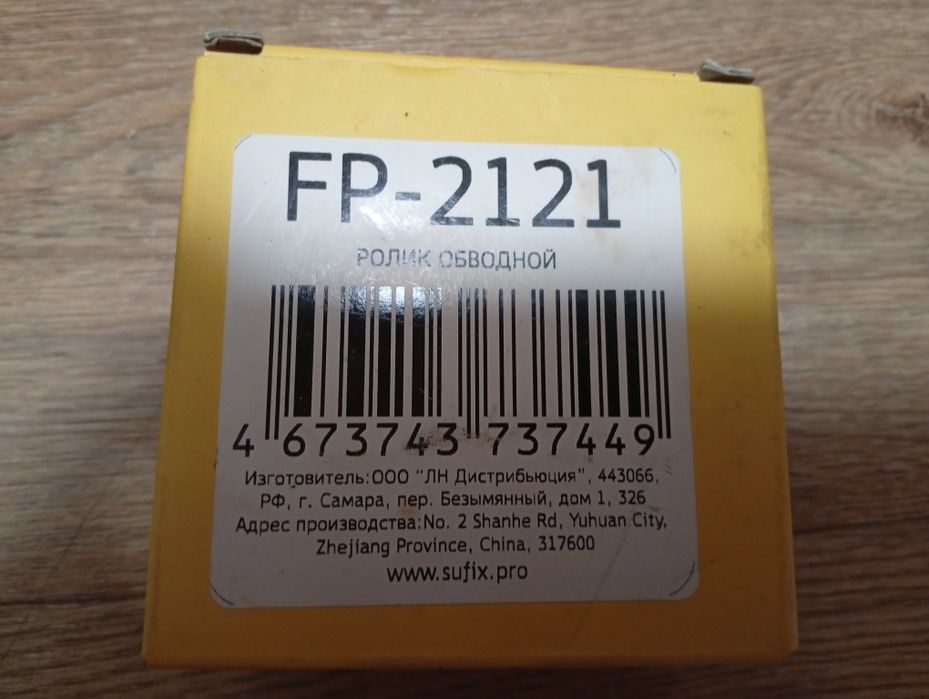 FP-2121
РОЛИК ОБВОДНОЙ
4 673743 737449
Изготовитель:ООО "ЛН Дистрибьюция", 443066,
РФ, г. Самара, пер. Безымянный, дом 1, 326
Адрес производства:No. 2 Shanhe Rd, Yuhuan City,
Zhejiang Province, China, 317600
www.sufix.pro